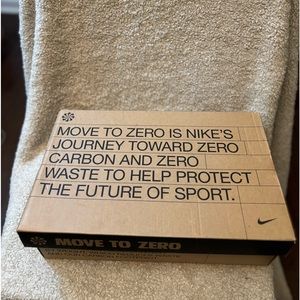 MOVE TO ZERO IS NIKE'S
JOURNEY TOWARD ZERO
CARBON AND ZERO
WASTE TO HELP PROTECT
THE FUTURE OF SPORT.
MOVE TO ZERO